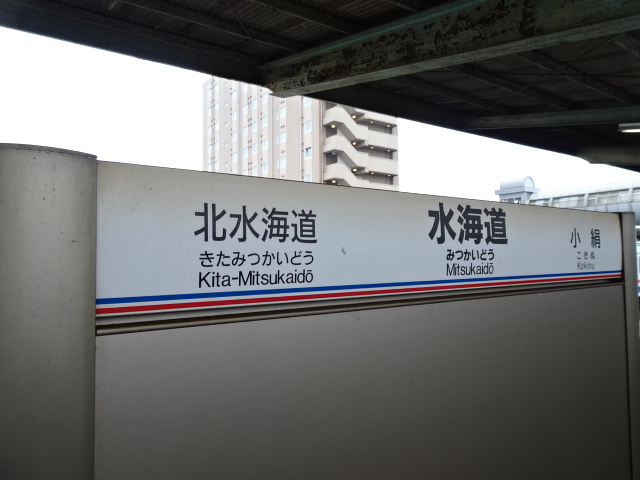 北水海道
きたみつかいどう
Kita-Mitsukaidō
水海道
みつかいどう
Mitsukaidō
小絹
こきぬ
Kokinu